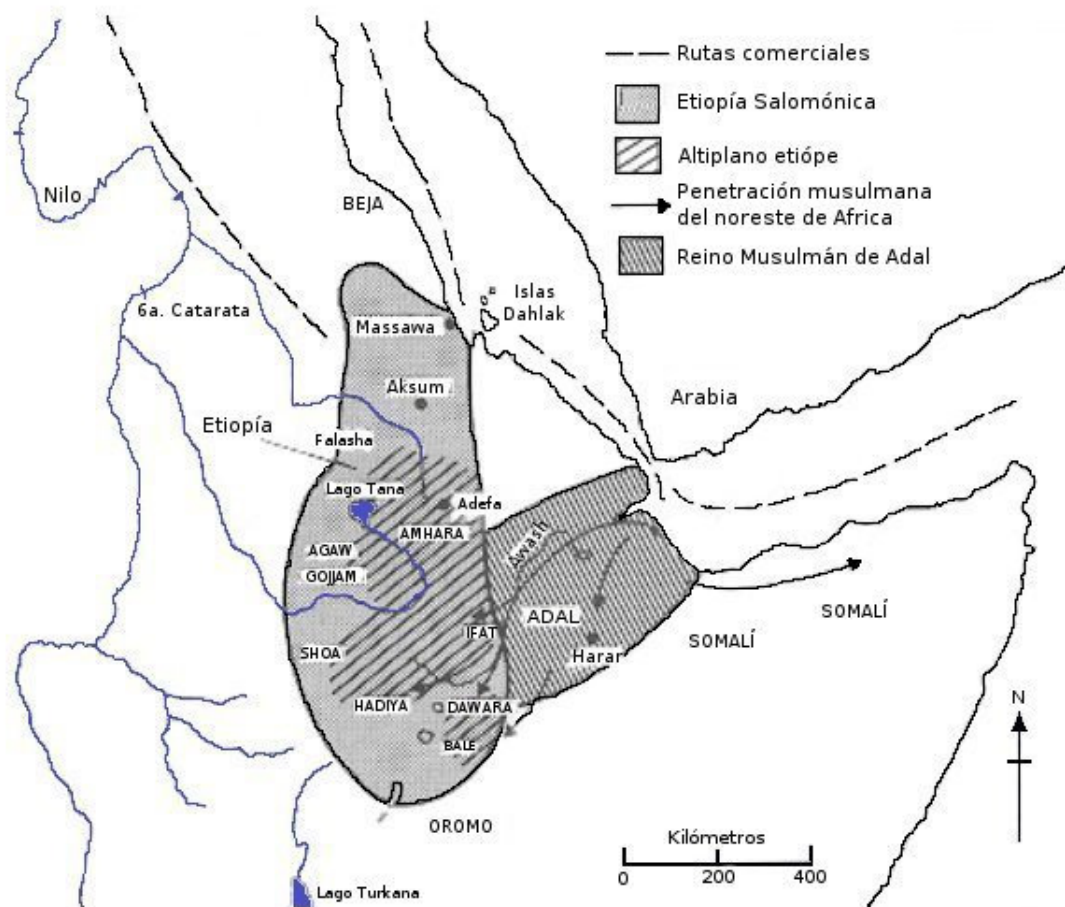 Rutas comerciales
Etiopía Salomónica
Altiplano etiópe
Penetración musulmana
del noreste de Africa
Reino Musulmán de Adal
Nilo
BEJA
6a. Catarata
Islas
Dahlak
Massawa
Aksum
Arabia
Etiopía
Falasha
Lago Tana
Adefa
AMHARA
Awash
AGAW
GOJJAM
IFAT
ADAL
SOMALÍ
SHOA
Harar
SOMALÍ
HADIYA
DAWARA
BALE
N
OROMO
Kilómetros
0 200 400
Lago Turkana